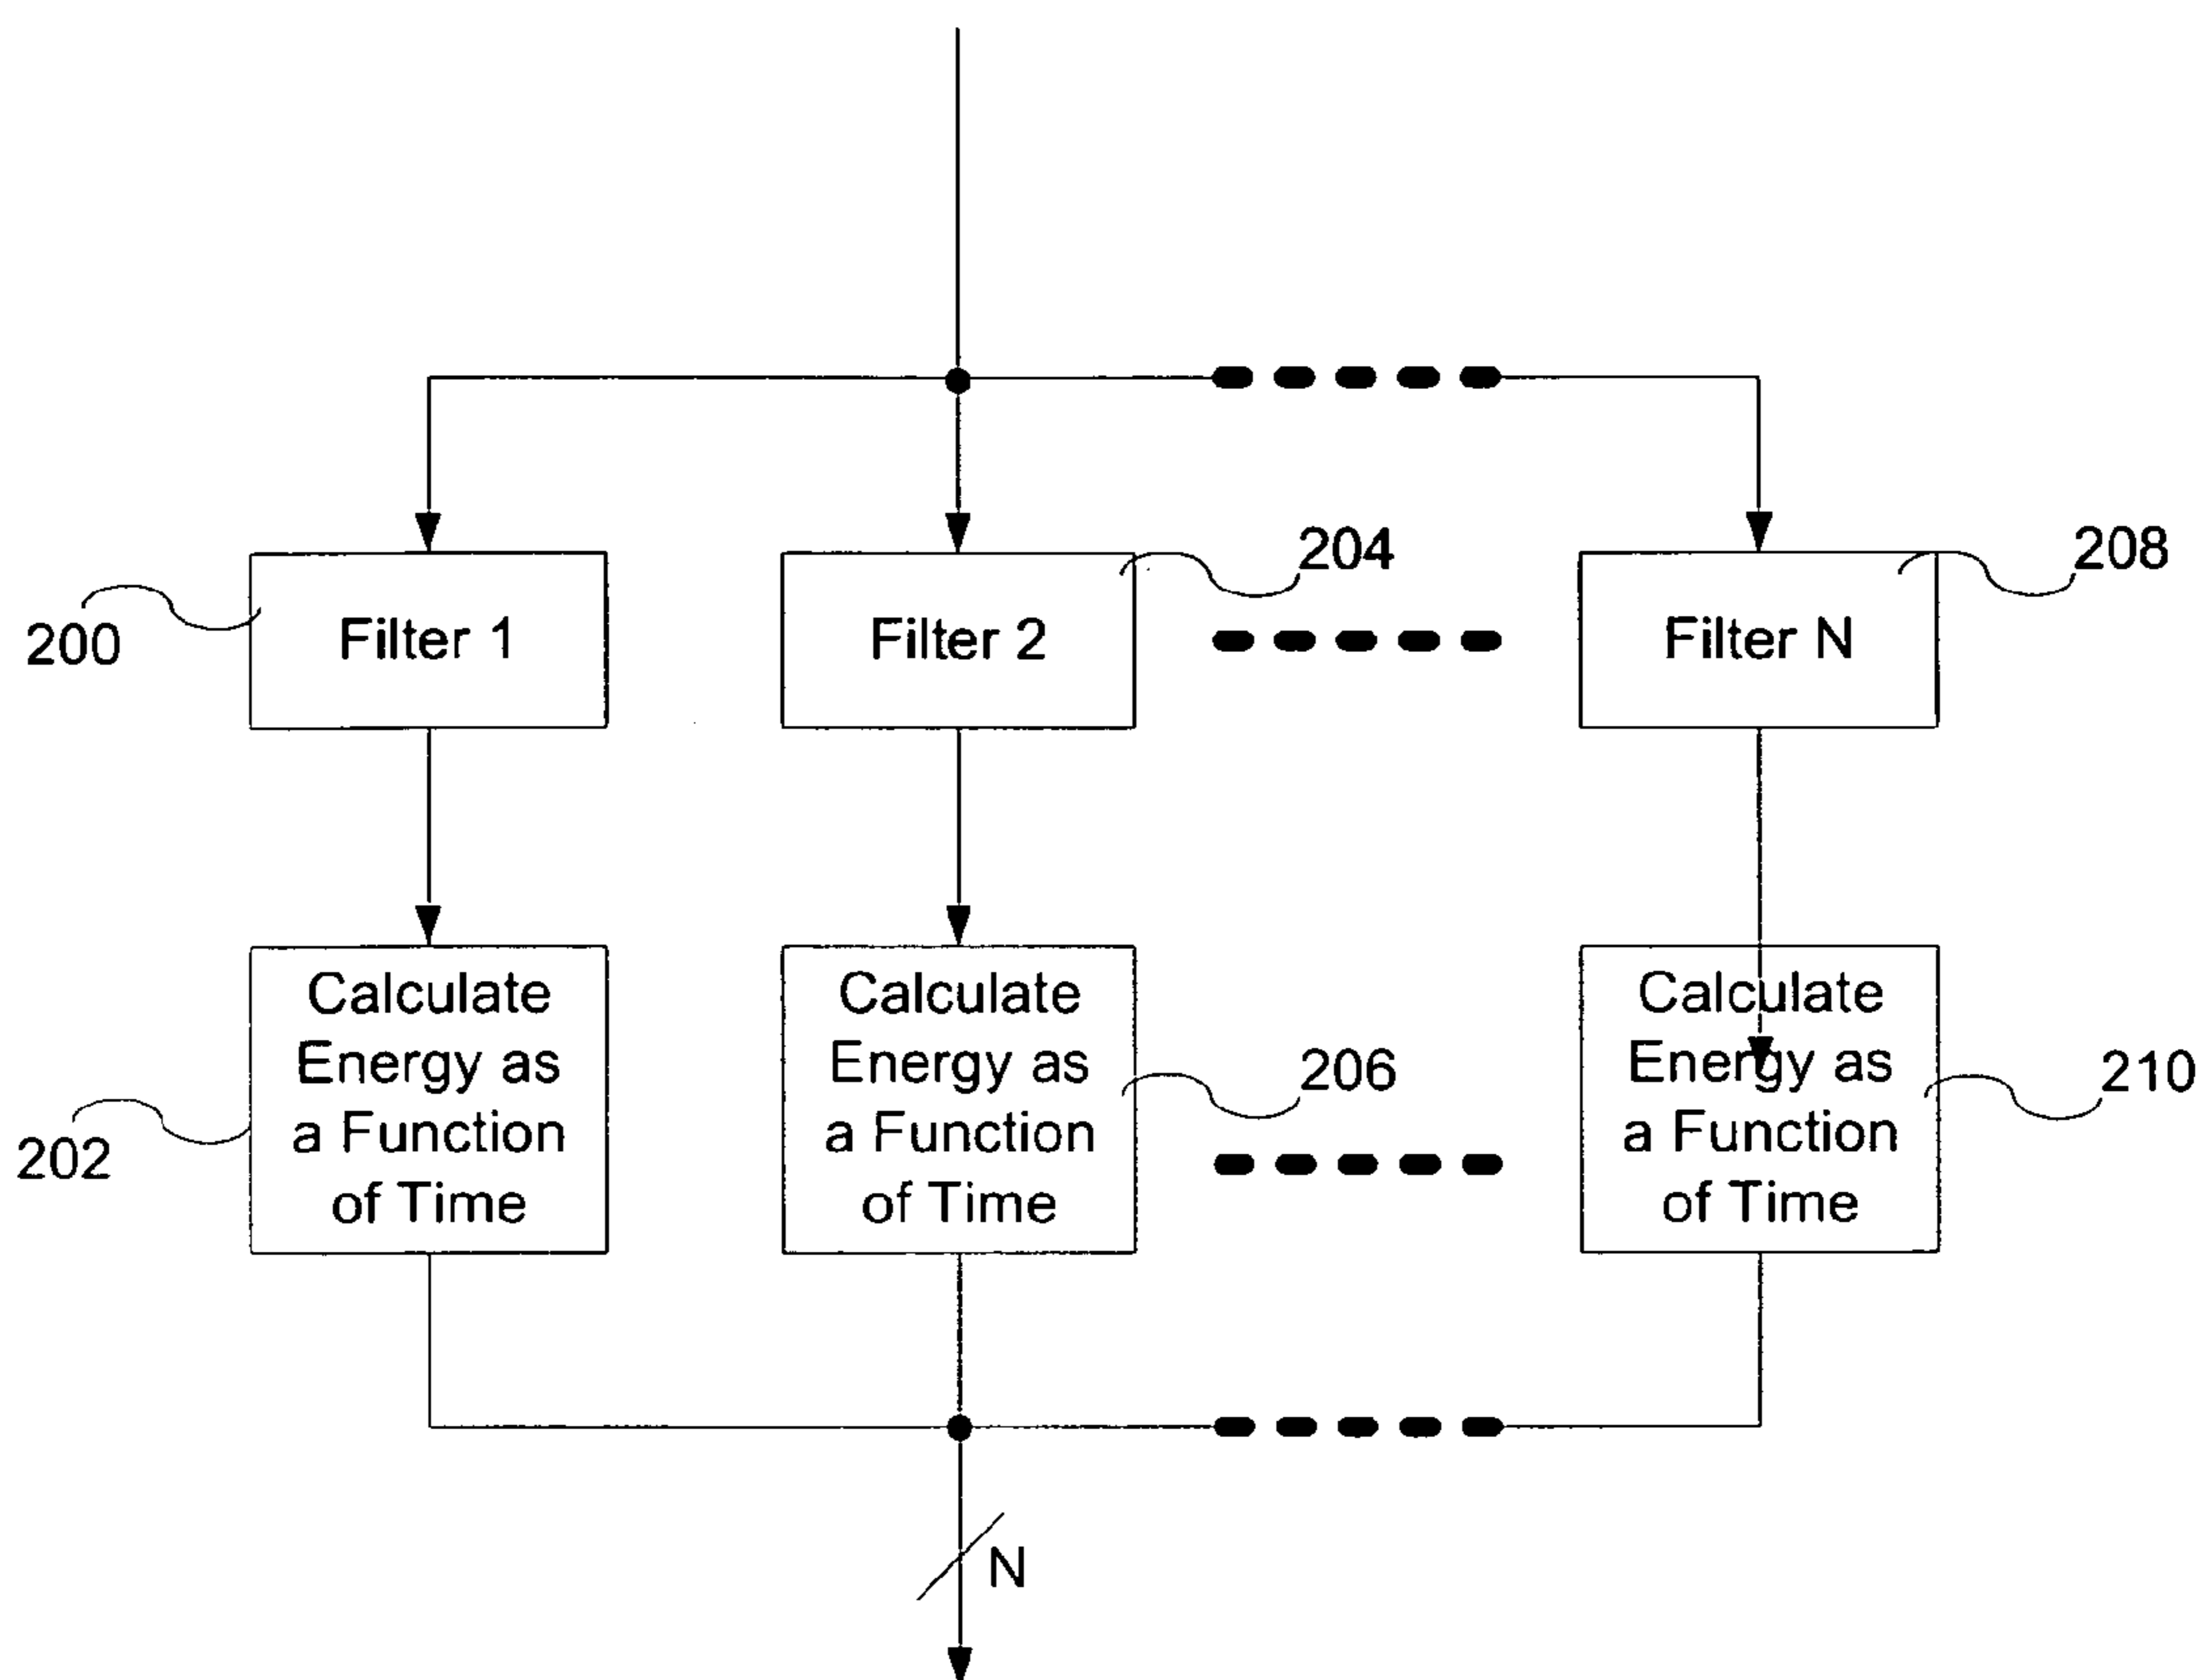 204
208
200
Filter 1
Filter 2
Filter N
Calculate
Energy as
a Function
of Time
202
Calculate
Energy as
a Function
of Time
206
Calculate
Energy as
a Function
of Time
210
N